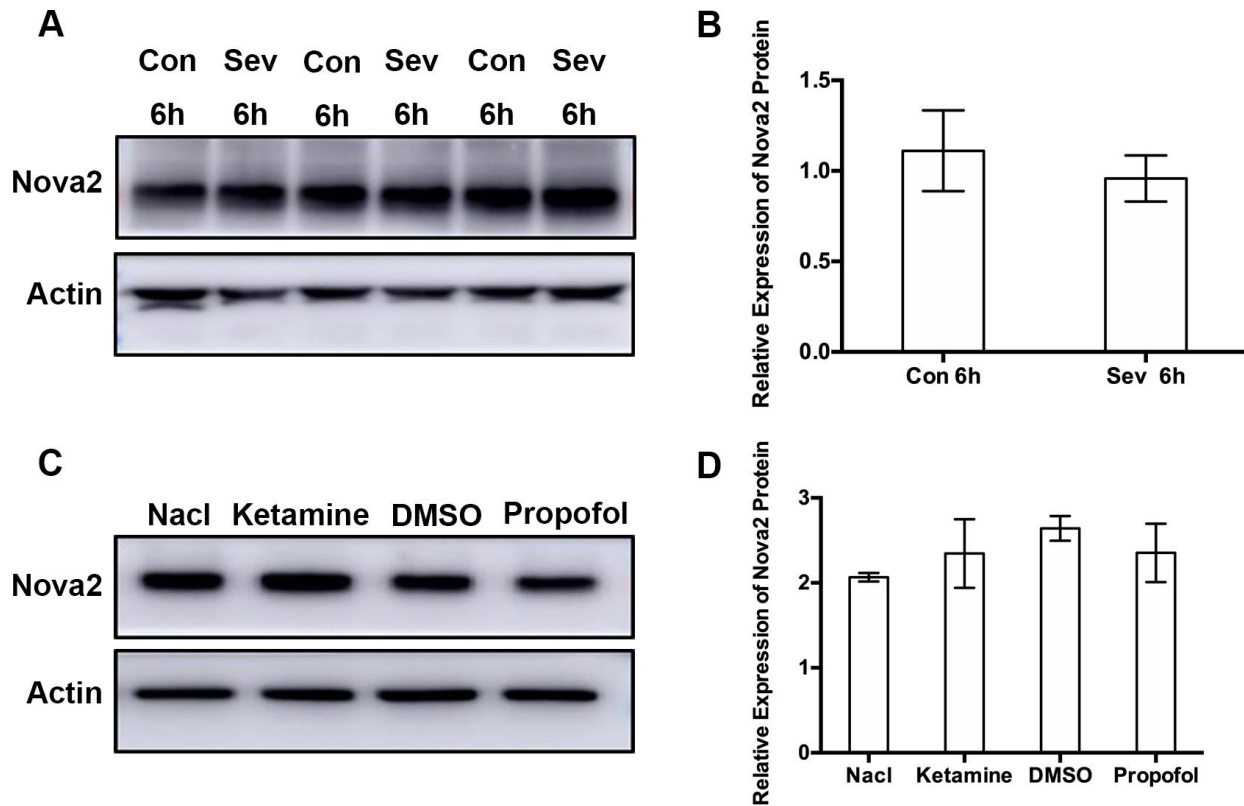 A
Con Sev Con Sev Con Sev
6h 6h 6h 6h 6h 6h
Nova2
Actin
B
Relative Expression of Nova2 Protein
1.5
1.0
0.5
0.0
Con 6h Sev 6h
C
Nacl Ketamine DMSO Propofol
Nova2
Actin
D
Relative Expression of Nova2 Protein
3
2
1
0
Nacl Ketamine DMSO Propofol